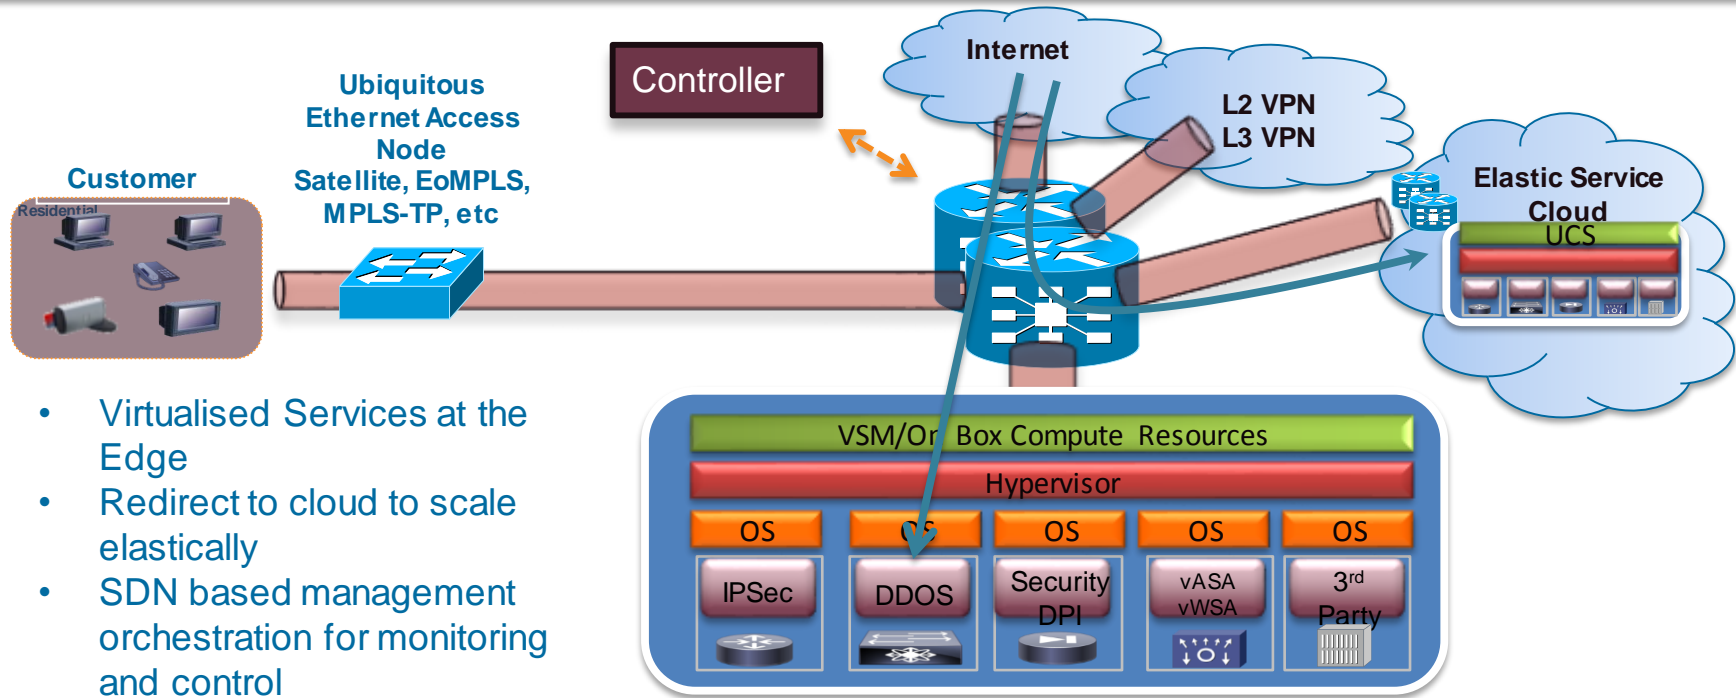 Internet
Controller
Ubiquitous
Ethernet Access
Node
Satellite, EoMPLS,
MPLS-TP, etc
L2 VPN
L3 VPN
Customer
Residential
Elastic Service
Cloud
UCS
• Virtualised Services at the
Edge
• Redirect to cloud to scale
elastically
• SDN based management
orchestration for monitoring
and control
VSM/On Box Compute Resources
Hypervisor
OS
OS
OS
OS
OS
IPSec
DDOS
Security
DPI
vASA
vWSA
3rd
Party